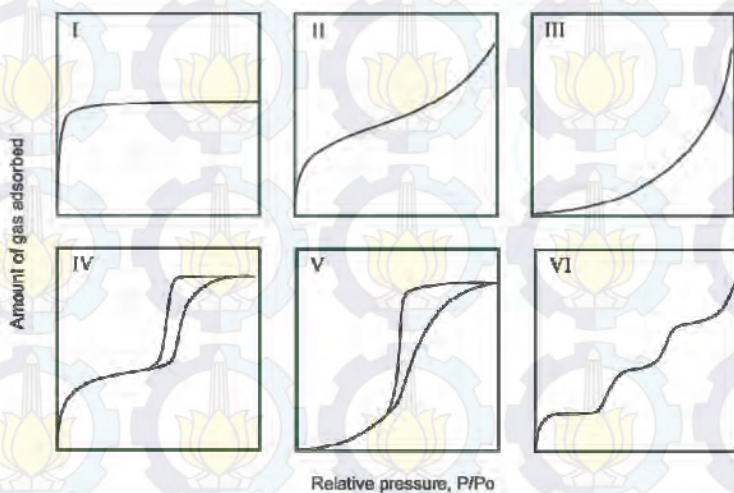 I
II
III
Amount of gas adsorbed
IV
V
VI
Relative pressure, P/Po